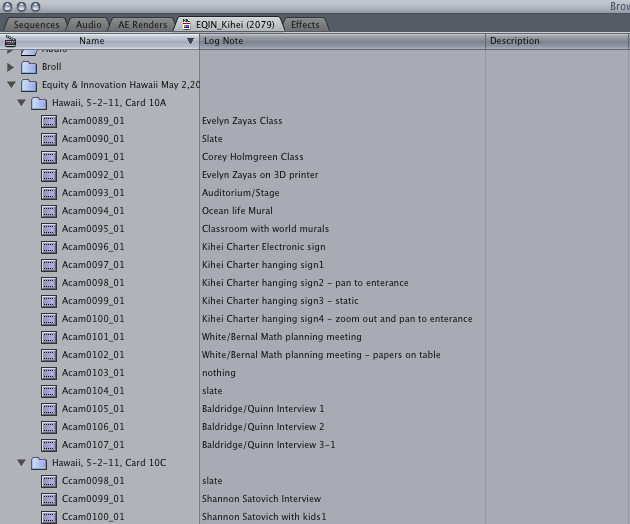 Brow
Sequences Audio AE Renders EQIN_Kihei (2079) Effects
Name Log Note Description
Audio
Broll
Equity & Innovation Hawaii May 2,20
Hawaii, 5-2-11, Card 10A
Acam0089_01 Evelyn Zayas Class
Acam0090_01 Slate
Acam0091_01 Corey Holmgreen Class
Acam0092_01 Evelyn Zayas on 3D printer
Acam0093_01 Auditorium/Stage
Acam0094_01 Ocean life Mural
Acam0095_01 Classroom with world murals
Acam0096_01 Kihei Charter Electronic sign
Acam0097_01 Kihei Charter hanging sign1
Acam0098_01 Kihei Charter hanging sign2 - pan to enterance
Acam0099_01 Kihei Charter hanging sign3 - static
Acam0100_01 Kihei Charter hanging sign4 - zoom out and pan to enterance
Acam0101_01 White/Bernal Math planning meeting
Acam0102_01 White/Bernal Math planning meeting - papers on table
Acam0103_01 nothing
Acam0104_01 slate
Acam0105_01 Baldridge/Quinn Interview 1
Acam0106_01 Baldridge/Quinn Interview 2
Acam0107_01 Baldridge/Quinn Interview 3-1
Hawaii, 5-2-11, Card 10C
Ccam0098_01 slate
Ccam0099_01 Shannon Satovich Interview
Ccam0100_01 Shannon Satovich with kids1